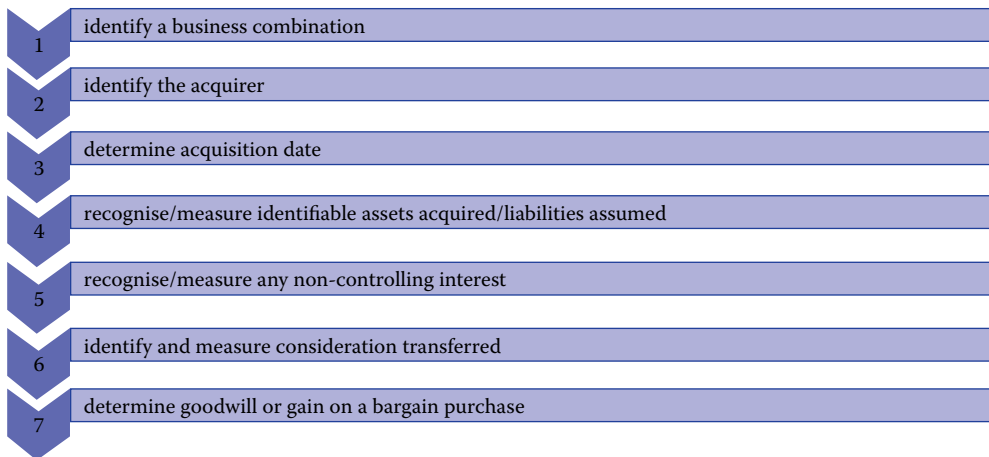 1 identify a business combination
2 identify the acquirer
3 determine acquisition date
4 recognise/measure identifiable assets acquired/liabilities assumed
5 recognise/measure any non-controlling interest
6 identify and measure consideration transferred
7 determine goodwill or gain on a bargain purchase